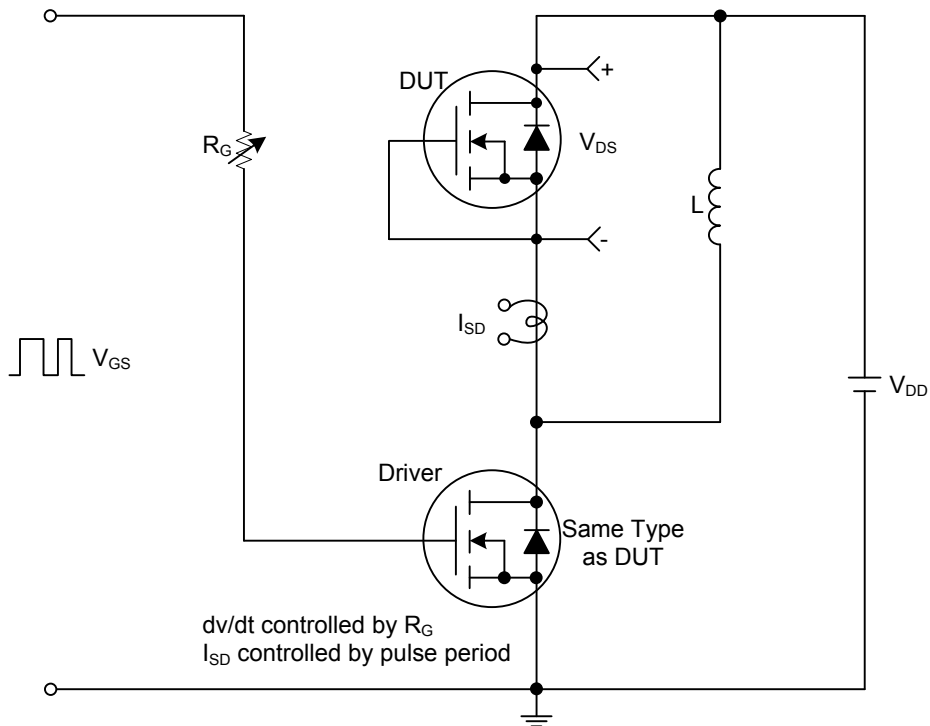 DUT
+
R_G
V_DS
L
-
I_SD
V_GS
V_DD
Driver
Same Type
as DUT
dv/dt controlled by R_G
I_SD controlled by pulse period